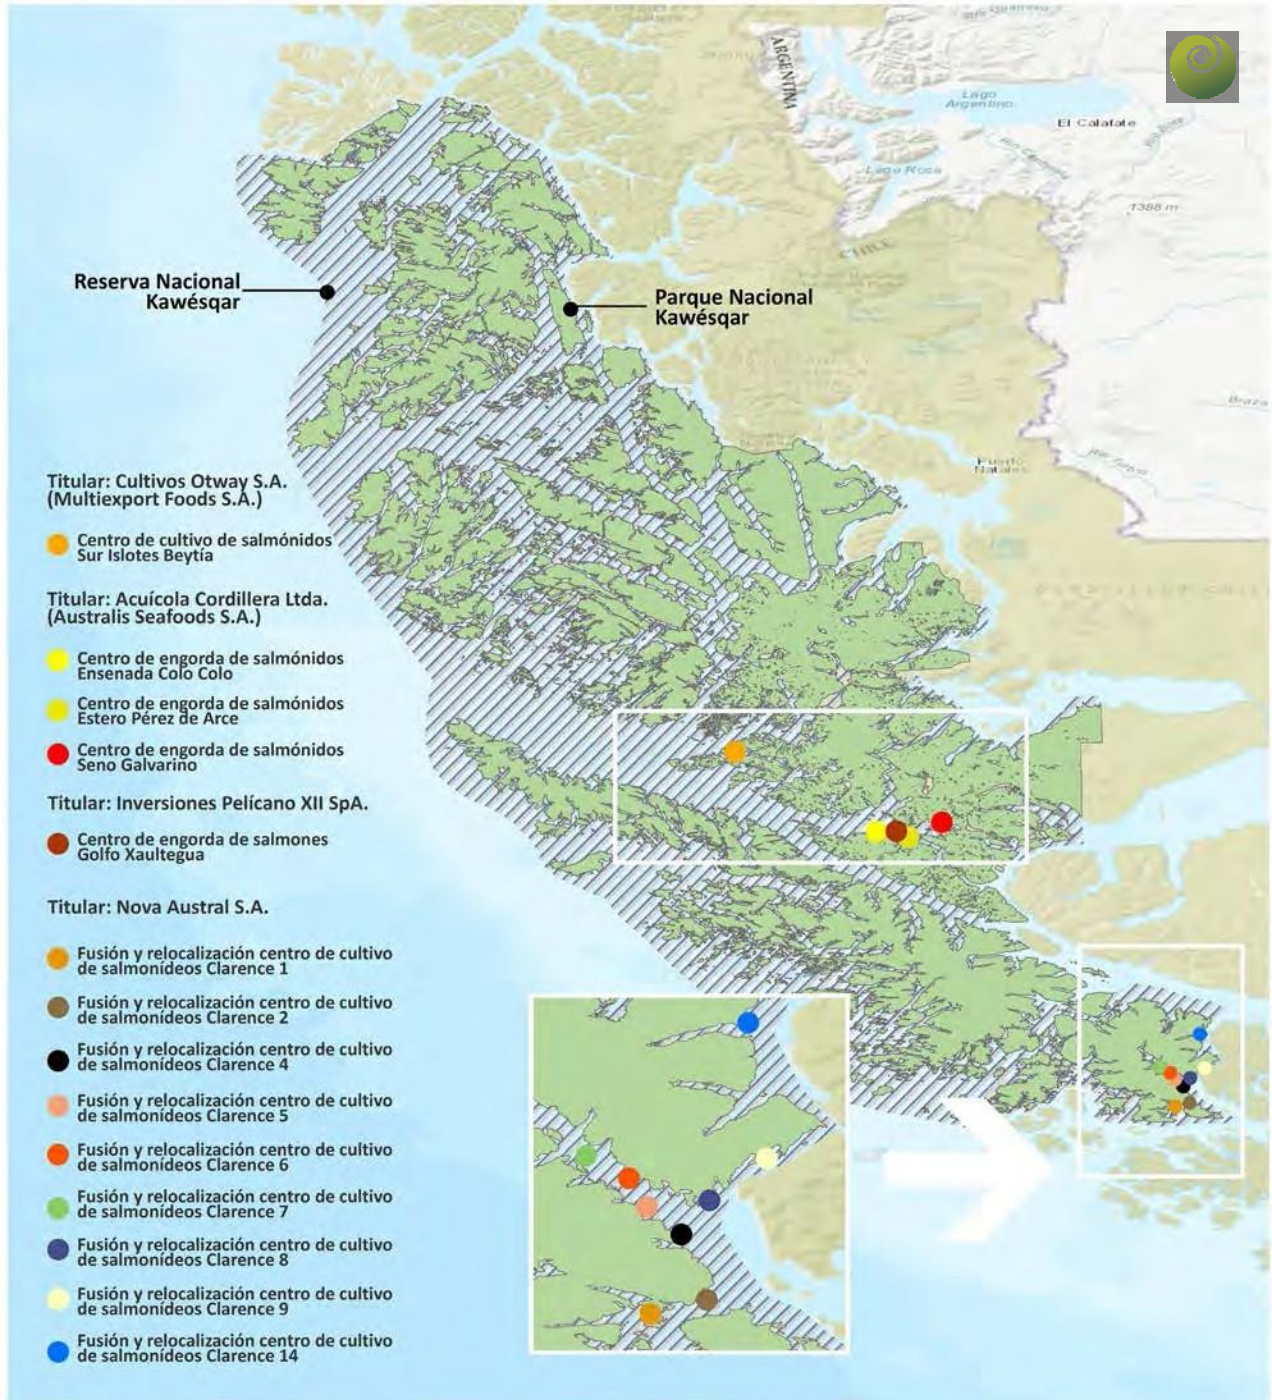 ARGENTINA
Lago
Argentino
El Calafate
Lago Rosa
1388 m
CHILE
Reserva Nacional
Kawésqar
Parque Nacional
Kawésqar
Braza
Puerto
Natales
Titular: Cultivos Otway S.A.
(Multiexport Foods S.A.)
Centro de cultivo de salmónidos
Sur Islotes Beytía
Titular: Acuícola Cordillera Ltda.
(Australis Seafoods S.A.)
Centro de engorda de salmónidos
Ensenada Colo Colo
Centro de engorda de salmónidos
Estero Pérez de Arce
Centro de engorda de salmónidos
Seno Galvarino
Titular: Inversiones Pelícano XII SpA.
Centro de engorda de salmones
Golfo Xaultegua
Titular: Nova Austral S.A.
Fusión y relocalización centro de cultivo
de salmonídeos Clarence 1
Fusión y relocalización centro de cultivo
de salmonídeos Clarence 2
Fusión y relocalización centro de cultivo
de salmonídeos Clarence 4
Fusión y relocalización centro de cultivo
de salmonídeos Clarence 5
Fusión y relocalización centro de cultivo
de salmonídeos Clarence 6
Fusión y relocalización centro de cultivo
de salmonídeos Clarence 7
Fusión y relocalización centro de cultivo
de salmonídeos Clarence 8
Fusión y relocalización centro de cultivo
de salmonídeos Clarence 9
Fusión y relocalización centro de cultivo
de salmonídeos Clarence 14